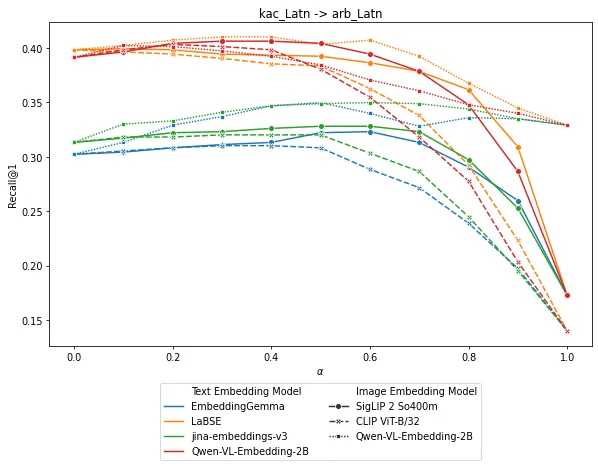 kac_Latn -> arb_Latn
0.40
0.35
0.30
0.25
0.20
0.15
Recall@1
0.0 0.2 0.4 0.6 0.8 1.0
α
Text Embedding Model
EmbeddingGemma
LaBSE
jina-embeddings-v3
Qwen-VL-Embedding-2B
Image Embedding Model
SigLIP 2 So400m
CLIP ViT-B/32
Qwen-VL-Embedding-2B